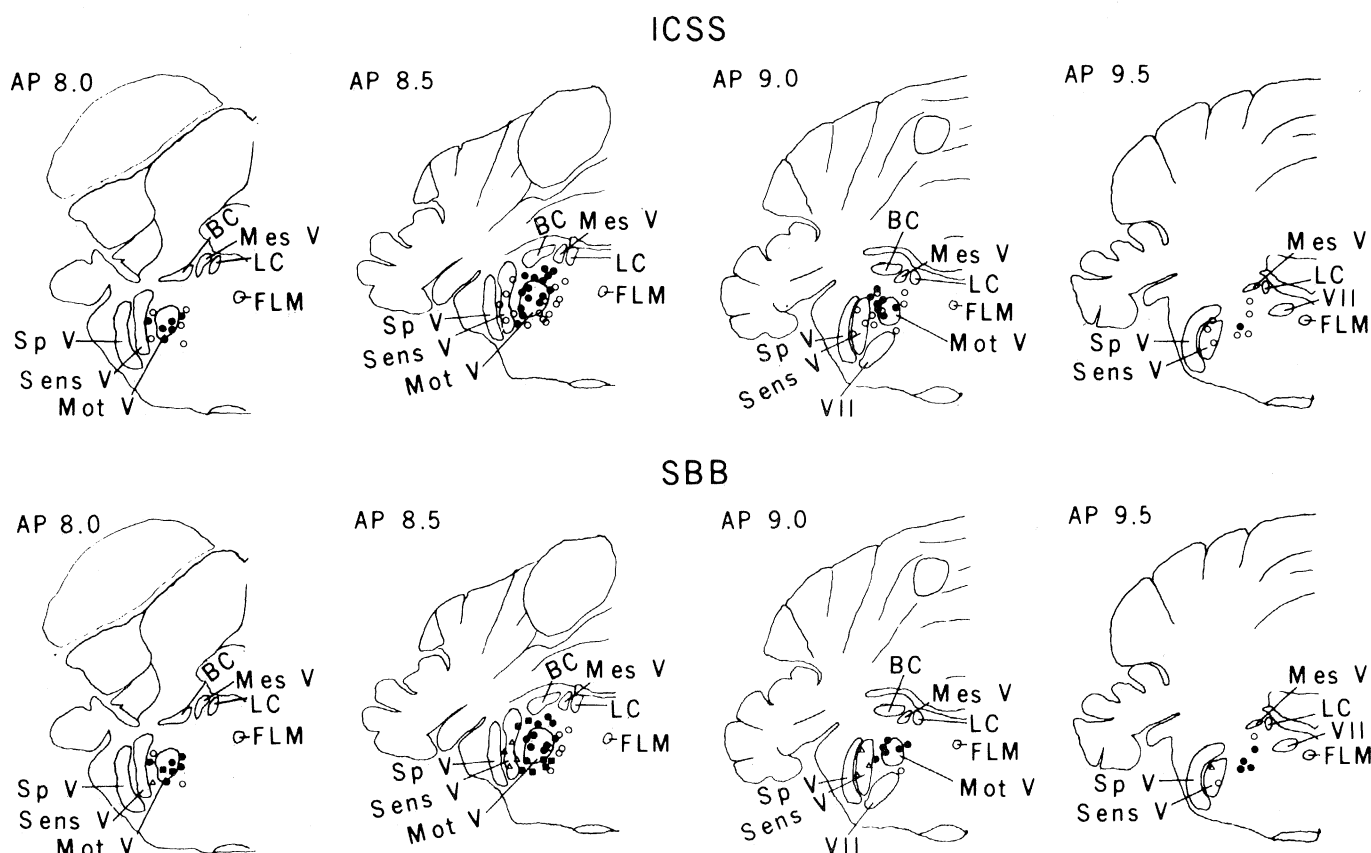 ICSS
AP 8.0
AP 8.5
AP 9.0
AP 9.5
BC
Mes V
LC
FLM
Sp V
Sens V
Mot V
BC
Mes V
LC
FLM
Sp V
Sens V
Mot V
BC
Mes V
LC
FLM
Sp V
Mot V
Sens V
VII
Mes V
LC
VII
FLM
Sp V
Sens V
SBB
AP 8.0
AP 8.5
AP 9.0
AP 9.5
BC
Mes V
LC
FLM
Sp V
Sens V
Mot V
BC
Mes V
LC
FLM
Sp V
Sens V
Mot V
BC
Mes V
LC
FLM
Sp V
Mot V
Sens V
VII
Mes V
LC
VII
FLM
Sp V
Sens V